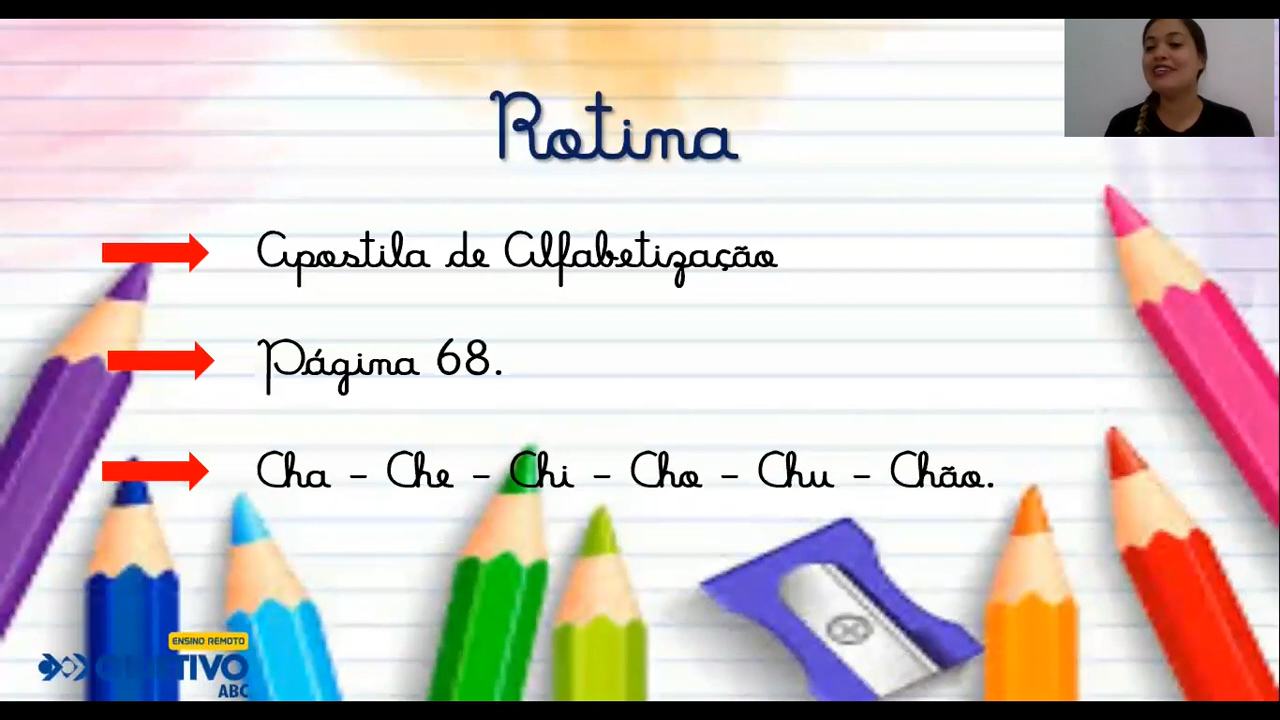 Rotina
Apostila de Alfabetização
Página 68.
Cha - Che - Chi - Cho - Chu - Chão.
ENSINO REMOTO
ABC